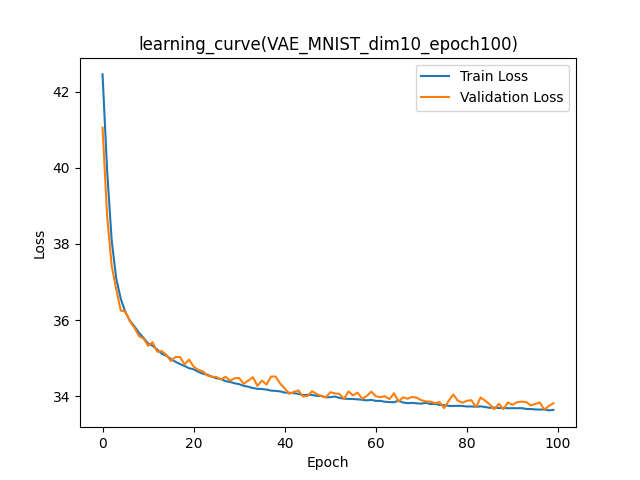 learning_curve(VAE_MNIST_dim10_epoch100)
Train Loss
Validation Loss
42
40
38
36
34
Loss
0
20
40
60
80
100
Epoch